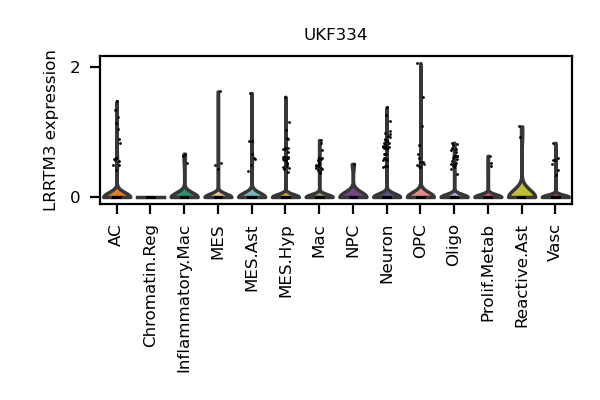 UKF334
LRRTM3 expression
2
0
AC
Chromatin.Reg
Inflammatory.Mac
MES
MES.Ast
MES.Hyp
Mac
NPC
Neuron
OPC
Oligo
Prolif.Metab
Reactive.Ast
Vasc